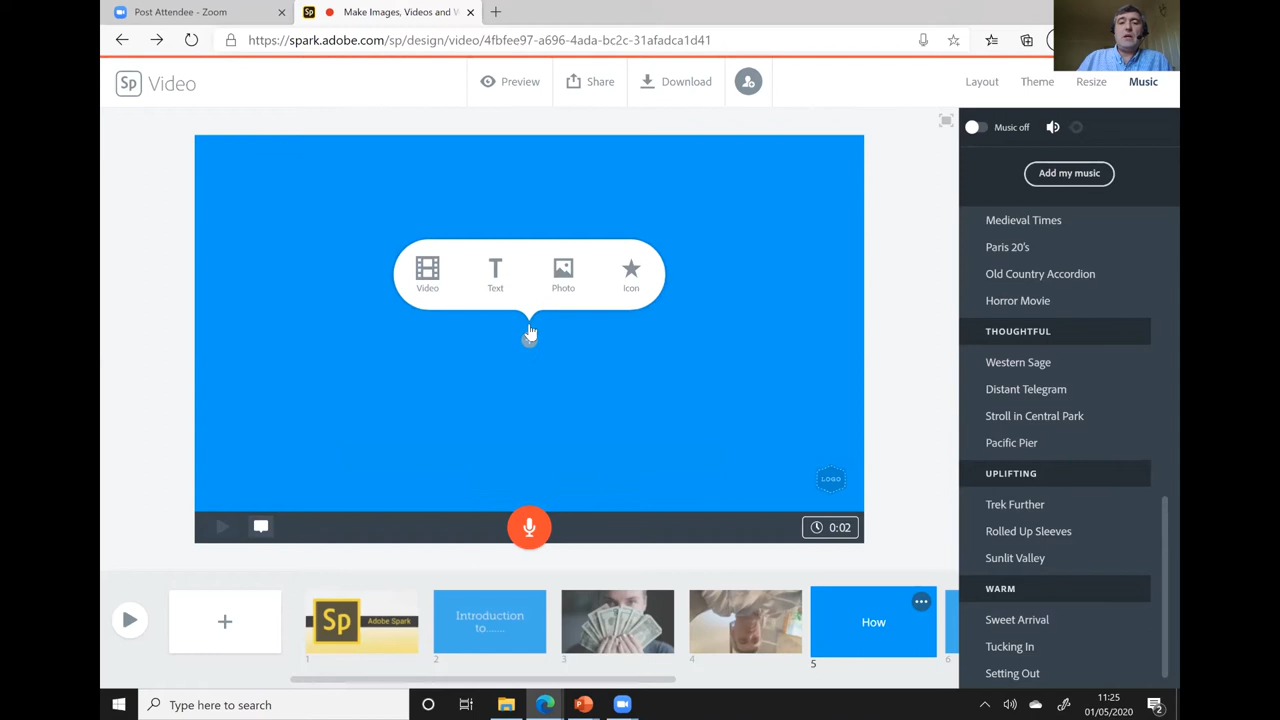 Post Attendee - Zoom
Sp
Make Images, Videos and W
https://spark.adobe.com/sp/design/video/4fbfee97-a696-4ada-bc2c-31afadca1d41
Sp Video
Preview
Share
Download
Layout
Theme
Resize
Music
Music off
Add my music
Medieval Times
Paris 20's
Old Country Accordion
Horror Movie
THOUGHTFUL
Western Sage
Distant Telegram
Stroll in Central Park
Pacific Pier
UPLIFTING
Trek Further
Rolled Up Sleeves
Sunlit Valley
WARM
Sweet Arrival
Tucking In
Setting Out
Video
Text
Photo
Icon
LOGO
0:02
Sp Adobe Spark
Introduction
to........
How
1
2
3
4
5
6
Type here to search
11:25
01/05/2020
2